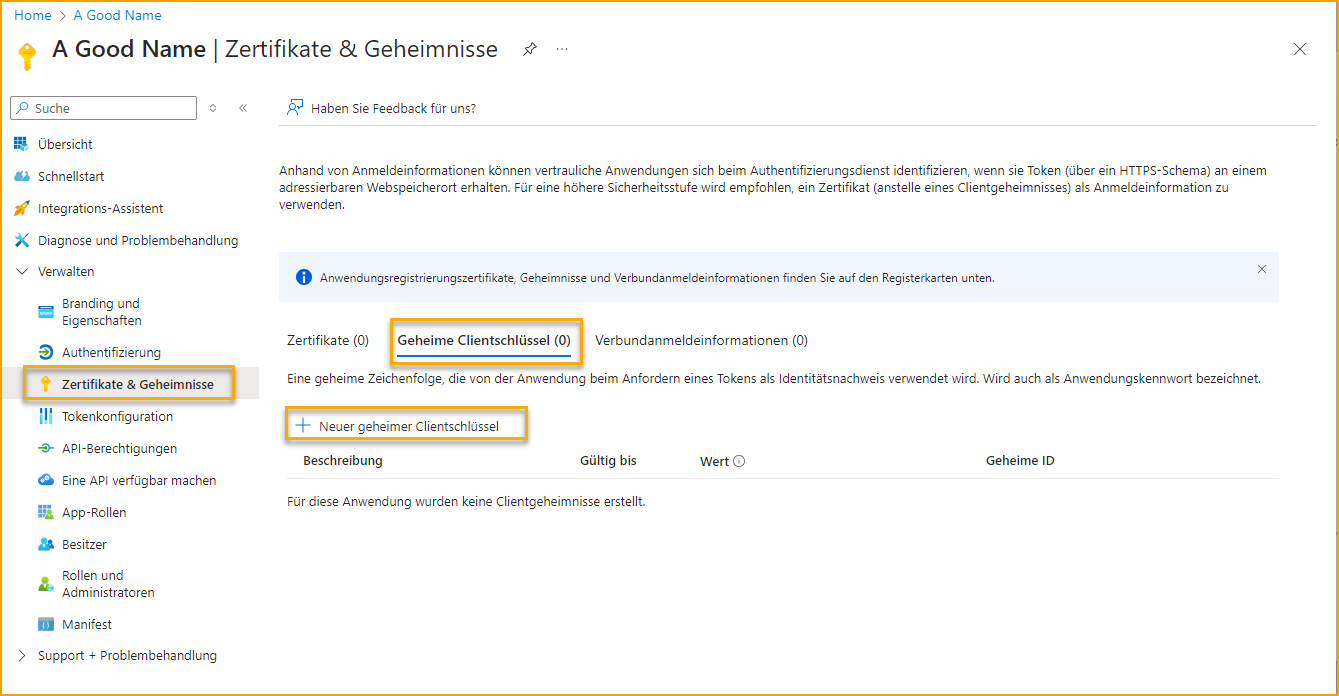 Home > A Good Name
A Good Name | Zertifikate & Geheimnisse
Suche
Haben Sie Feedback für uns?
Übersicht
Schnellstart
Integrations-Assistent
Diagnose und Problembehandlung
Verwalten
Branding und
Eigenschaften
Authentifizierung
Zertifikate & Geheimnisse
Tokenkonfiguration
API-Berechtigungen
Eine API verfügbar machen
App-Rollen
Besitzer
Rollen und
Administratoren
Manifest
Support + Problembehandlung
Anhand von Anmeldeinformationen können vertrauliche Anwendungen sich beim Authentifizierungsdienst identifizieren, wenn sie Token (über ein HTTPS-Schema) an einem
adressierbaren Webspeicherort erhalten. Für eine höhere Sicherheitsstufe wird empfohlen, ein Zertifikat (anstelle eines Clientgeheimnisses) als Anmeldeinformation zu
verwenden.
Anwendungsregistrierungszertifikate, Geheimnisse und Verbundanmeldeinformationen finden Sie auf den Registerkarten unten.
Zertifikate (0) Geheime Clientschlüssel (0) Verbundanmeldeinformationen (0)
Eine geheime Zeichenfolge, die von der Anwendung beim Anfordern eines Tokens als Identitätsnachweis verwendet wird. Wird auch als Anwendungskennwort bezeichnet.
Neuer geheimer Clientschlüssel
Beschreibung Gültig bis Wert Geheime ID
Für diese Anwendung wurden keine Clientgeheimnisse erstellt.